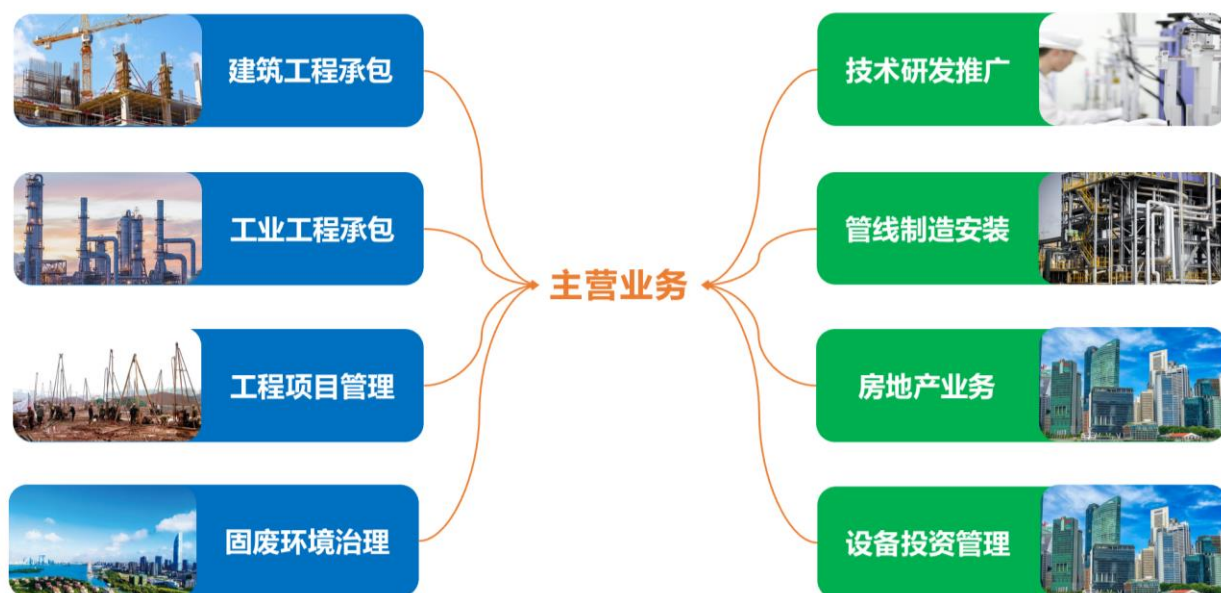 建筑工程承包
工业工程承包
工程项目管理
固废环境治理
主营业务
技术研发推广
管线制造安装
房地产业务
设备投资管理